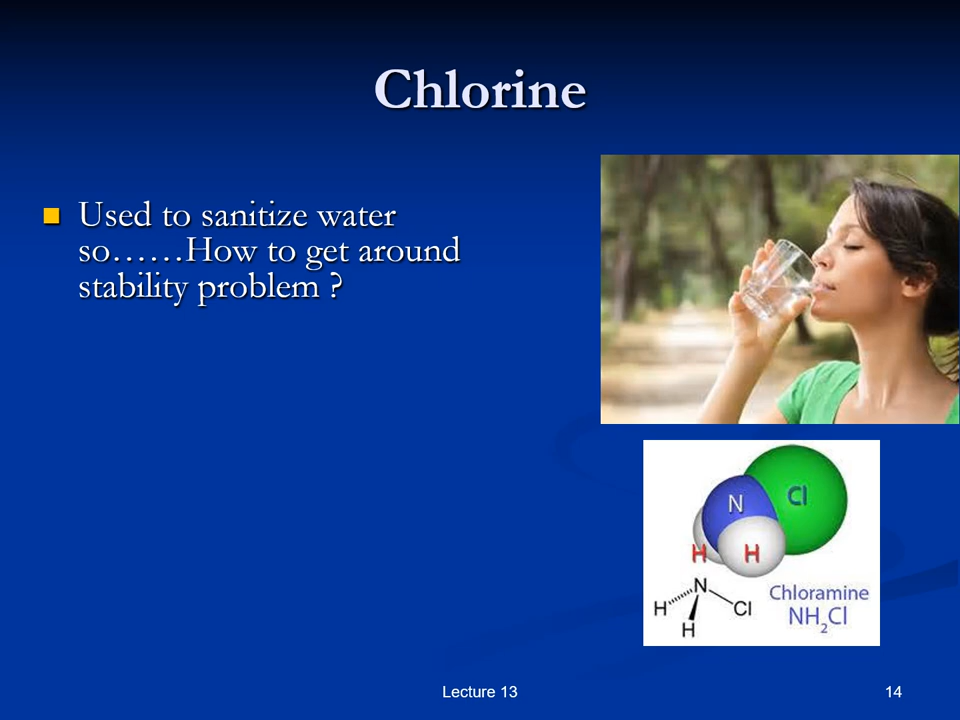 Chlorine
Used to sanitize water
so……How to get around
stability problem ?
N
Cl
H
H
N
H
Cl
H
Chloramine
NH₂Cl
Lecture 13
14